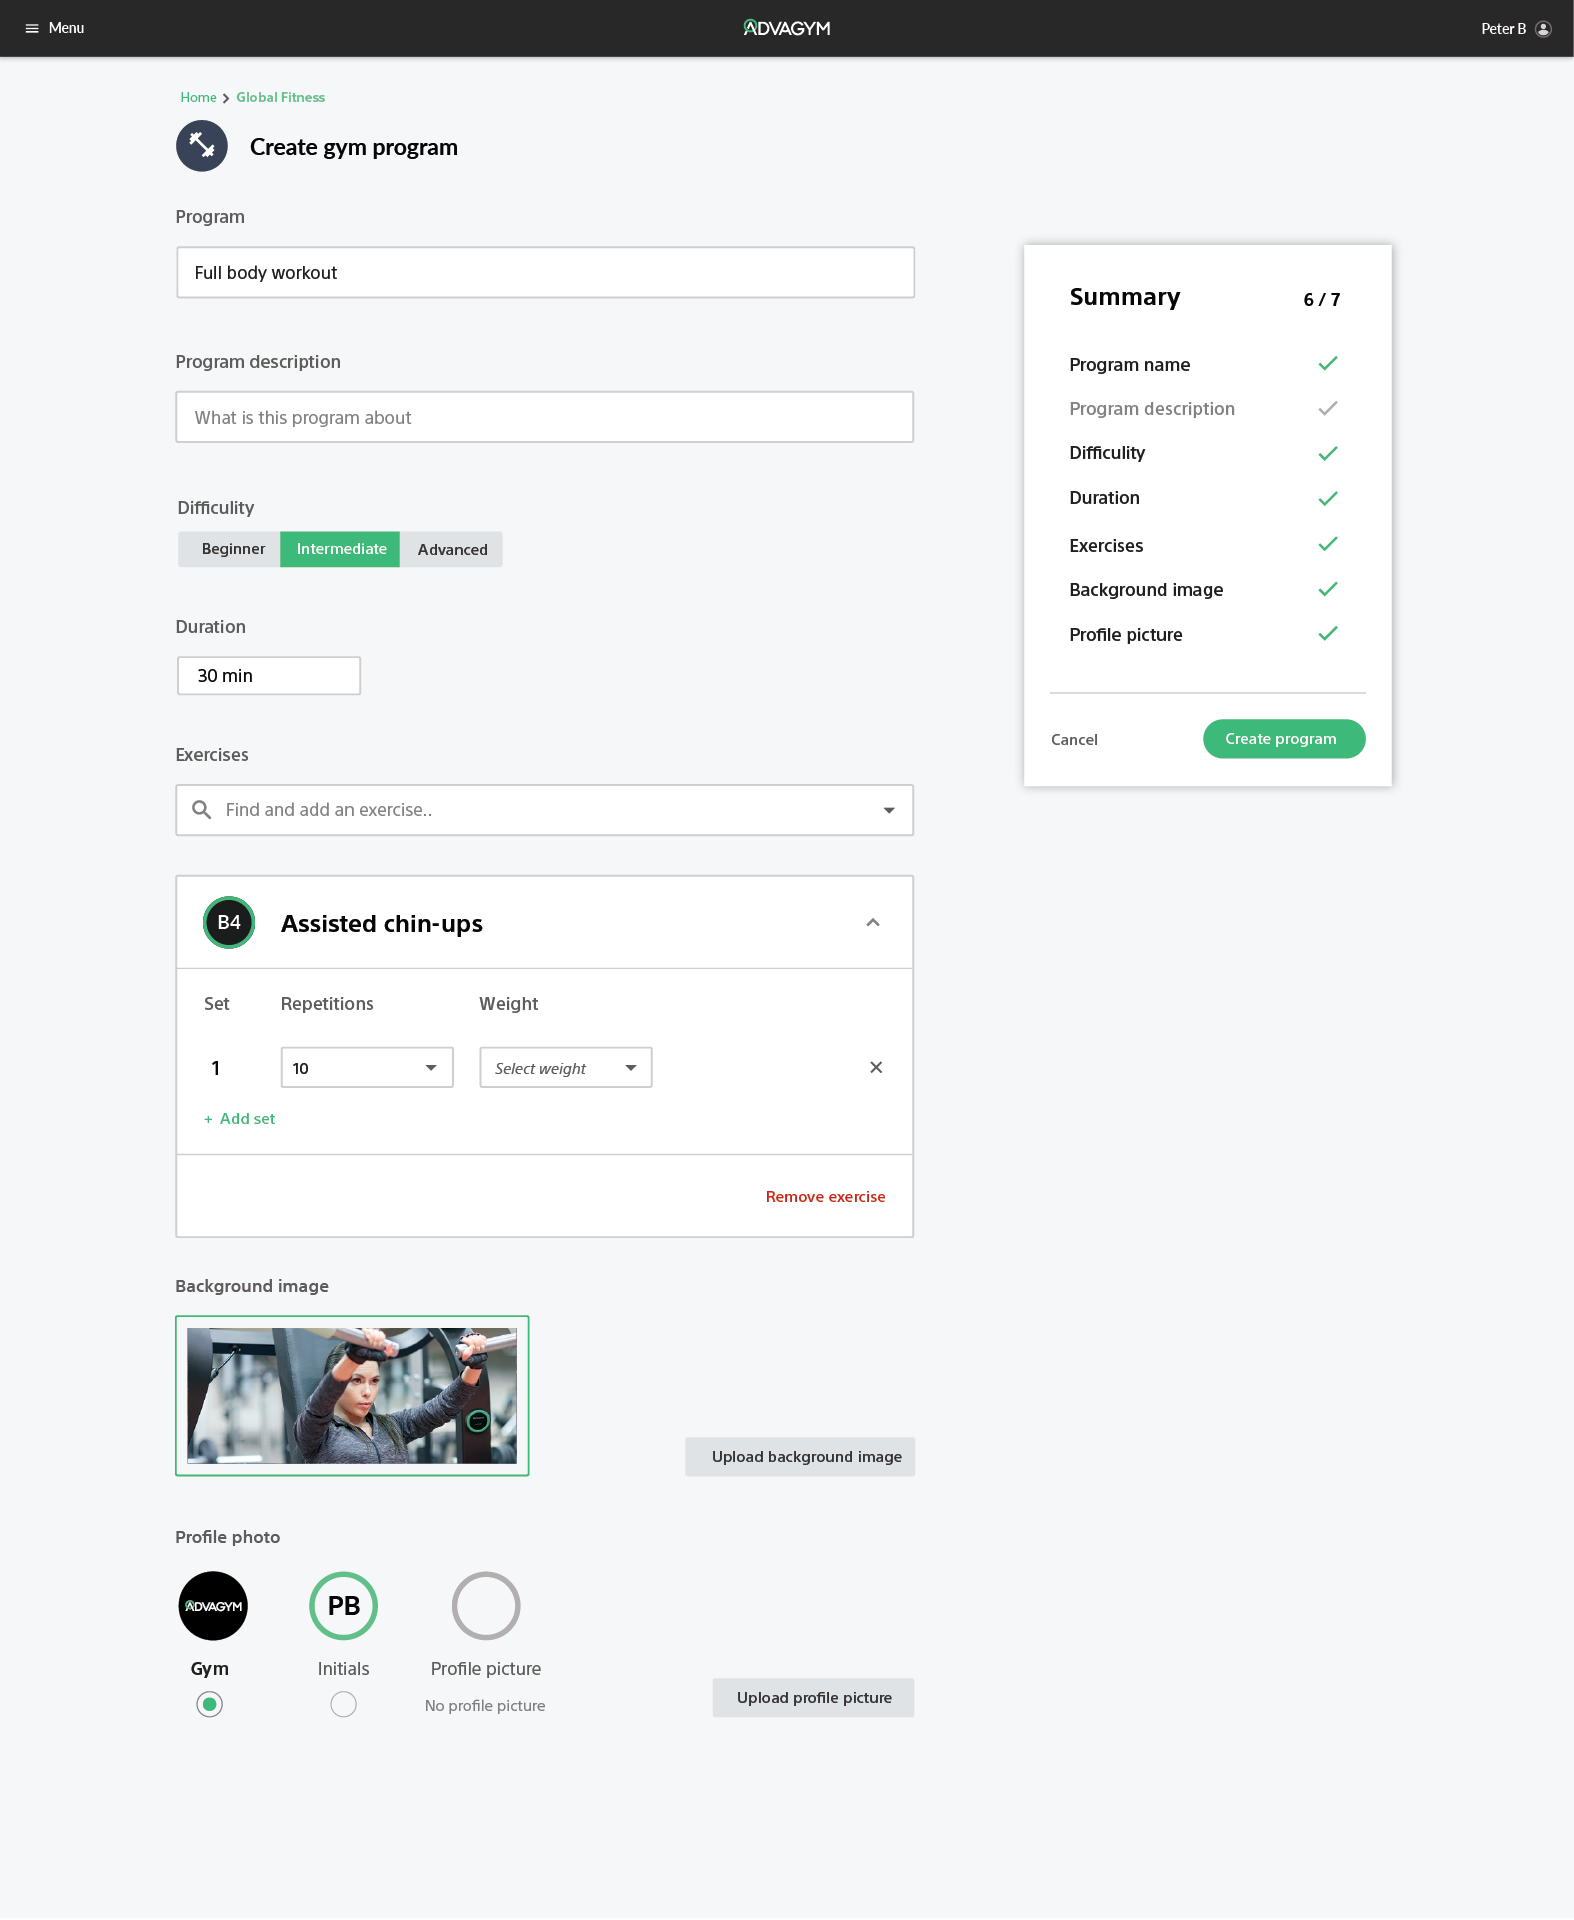 Menu
ADVAGYM
Peter B
Home > Global Fitness
Create gym program
Program
Full body workout
Program description
What is this program about
Difficulity
Beginner Intermediate Advanced
Duration
30 min
Exercises
Find and add an exercise..
B4 Assisted chin-ups
Set Repetitions Weight
1 10 Select weight
+ Add set
Remove exercise
Background image
Upload background image
Profile photo
ADVAGYM PB
Gym Initials Profile picture
No profile picture
Upload profile picture
Summary 6 / 7
Program name
Program description
Difficulity
Duration
Exercises
Background image
Profile picture
Cancel Create program